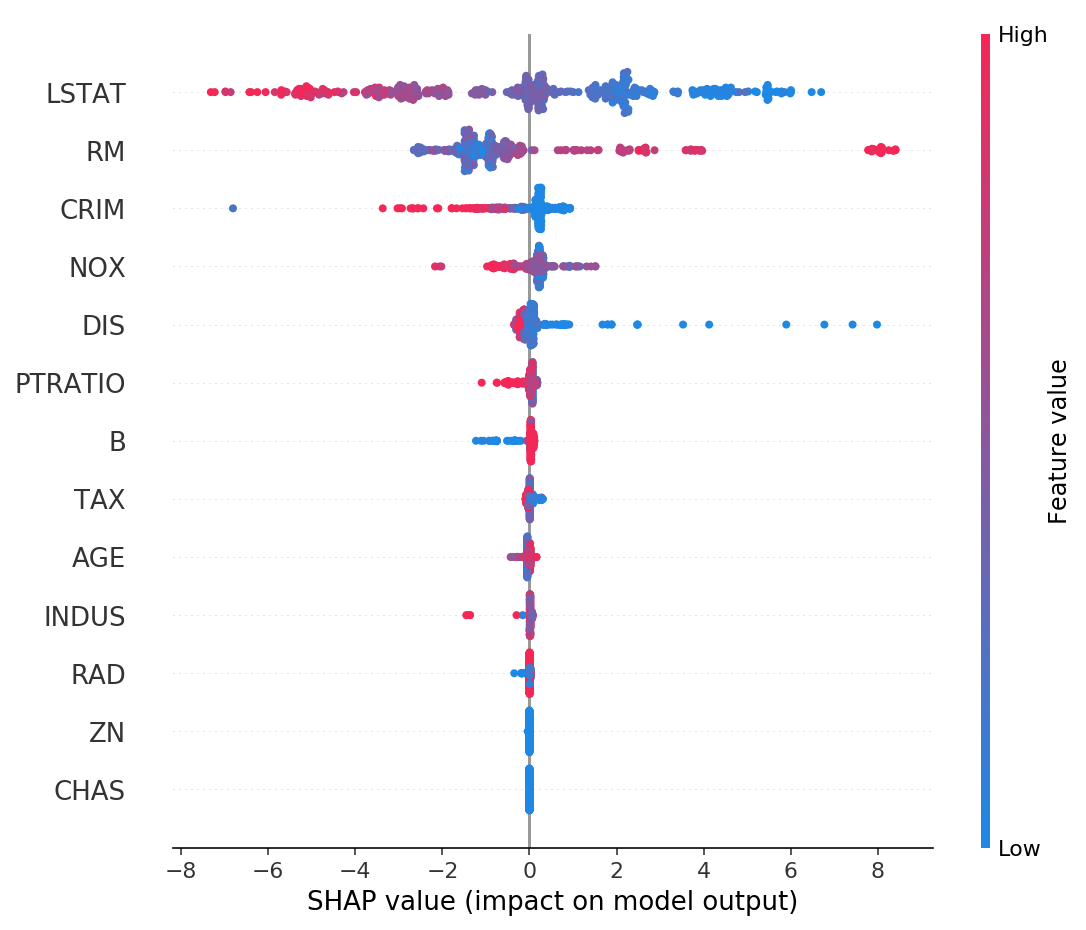 High
LSTAT
RM
CRIM
NOX
DIS
PTRATIO
B
TAX
AGE
INDUS
RAD
ZN
CHAS
Feature value
Low
−8 −6 −4 −2 0 2 4 6 8
SHAP value (impact on model output)